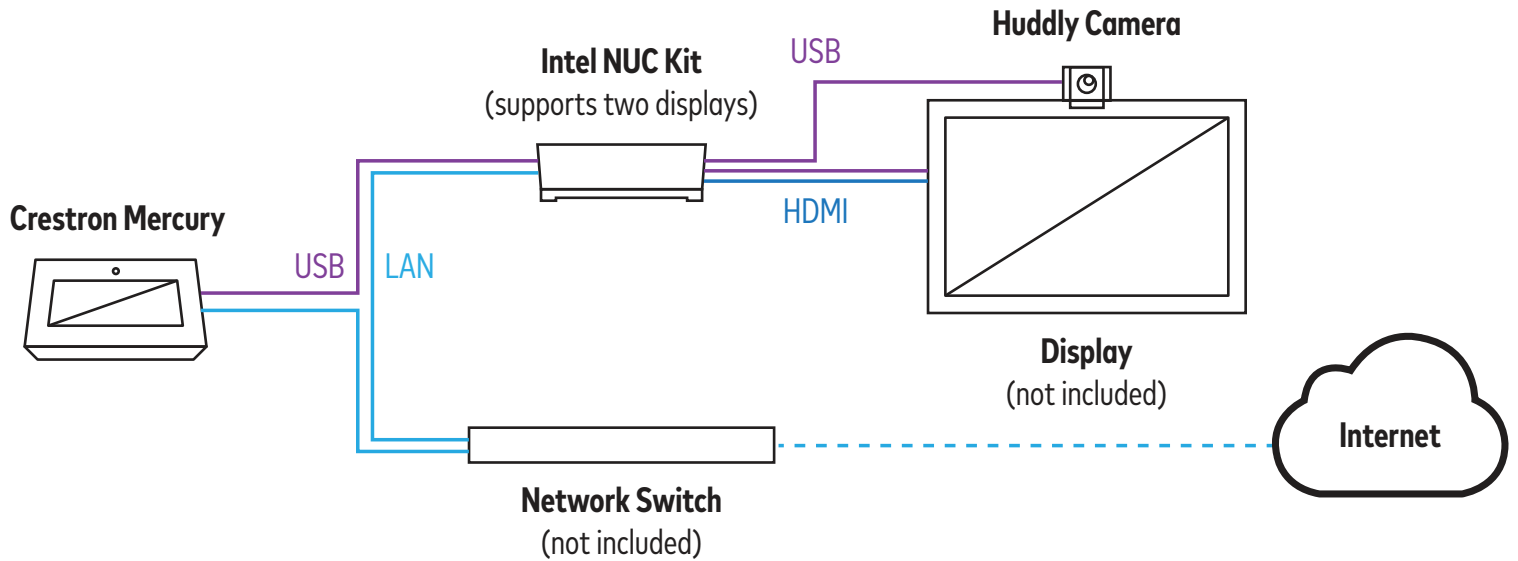 Huddly Camera
USB
Intel NUC Kit
(supports two displays)
HDMI
Crestron Mercury
USB
LAN
Display
(not included)
Internet
Network Switch
(not included)